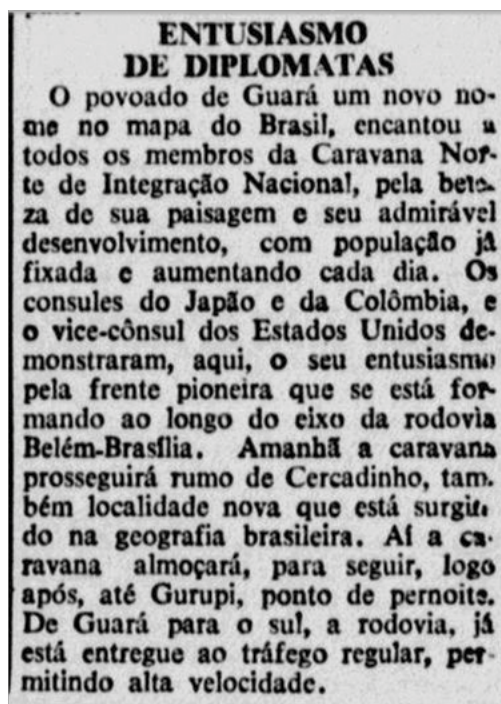 ENTUSIASMO
DE DIPLOMATAS
O povoado de Guará um novo no-
me no mapa do Brasil, encantou a
todos os membros da Caravana Nor-
te de Integração Nacional, pela bele-
za de sua paisagem e seu admirável
desenvolvimento, com população já
fixada e aumentando cada dia. Os
consules do Japão e da Colômbia, e
o vice-cônsul dos Estados Unidos de-
monstraram, aqui, o seu entusiasmo
pela frente pioneira que se está for-
mando ao longo do eixo da rodovia
Belém-Brasília. Amanhã a caravana
prosseguirá rumo de Cercadinho, tam-
bém localidade nova que está surgin-
do na geografia brasileira. Aí a ca-
ravana almoçará, para seguir, logo
após, até Gurupi, ponto de pernoite.
De Guará para o sul, a rodovia, já
está entregue ao tráfego regular, per-
mitindo alta velocidade.